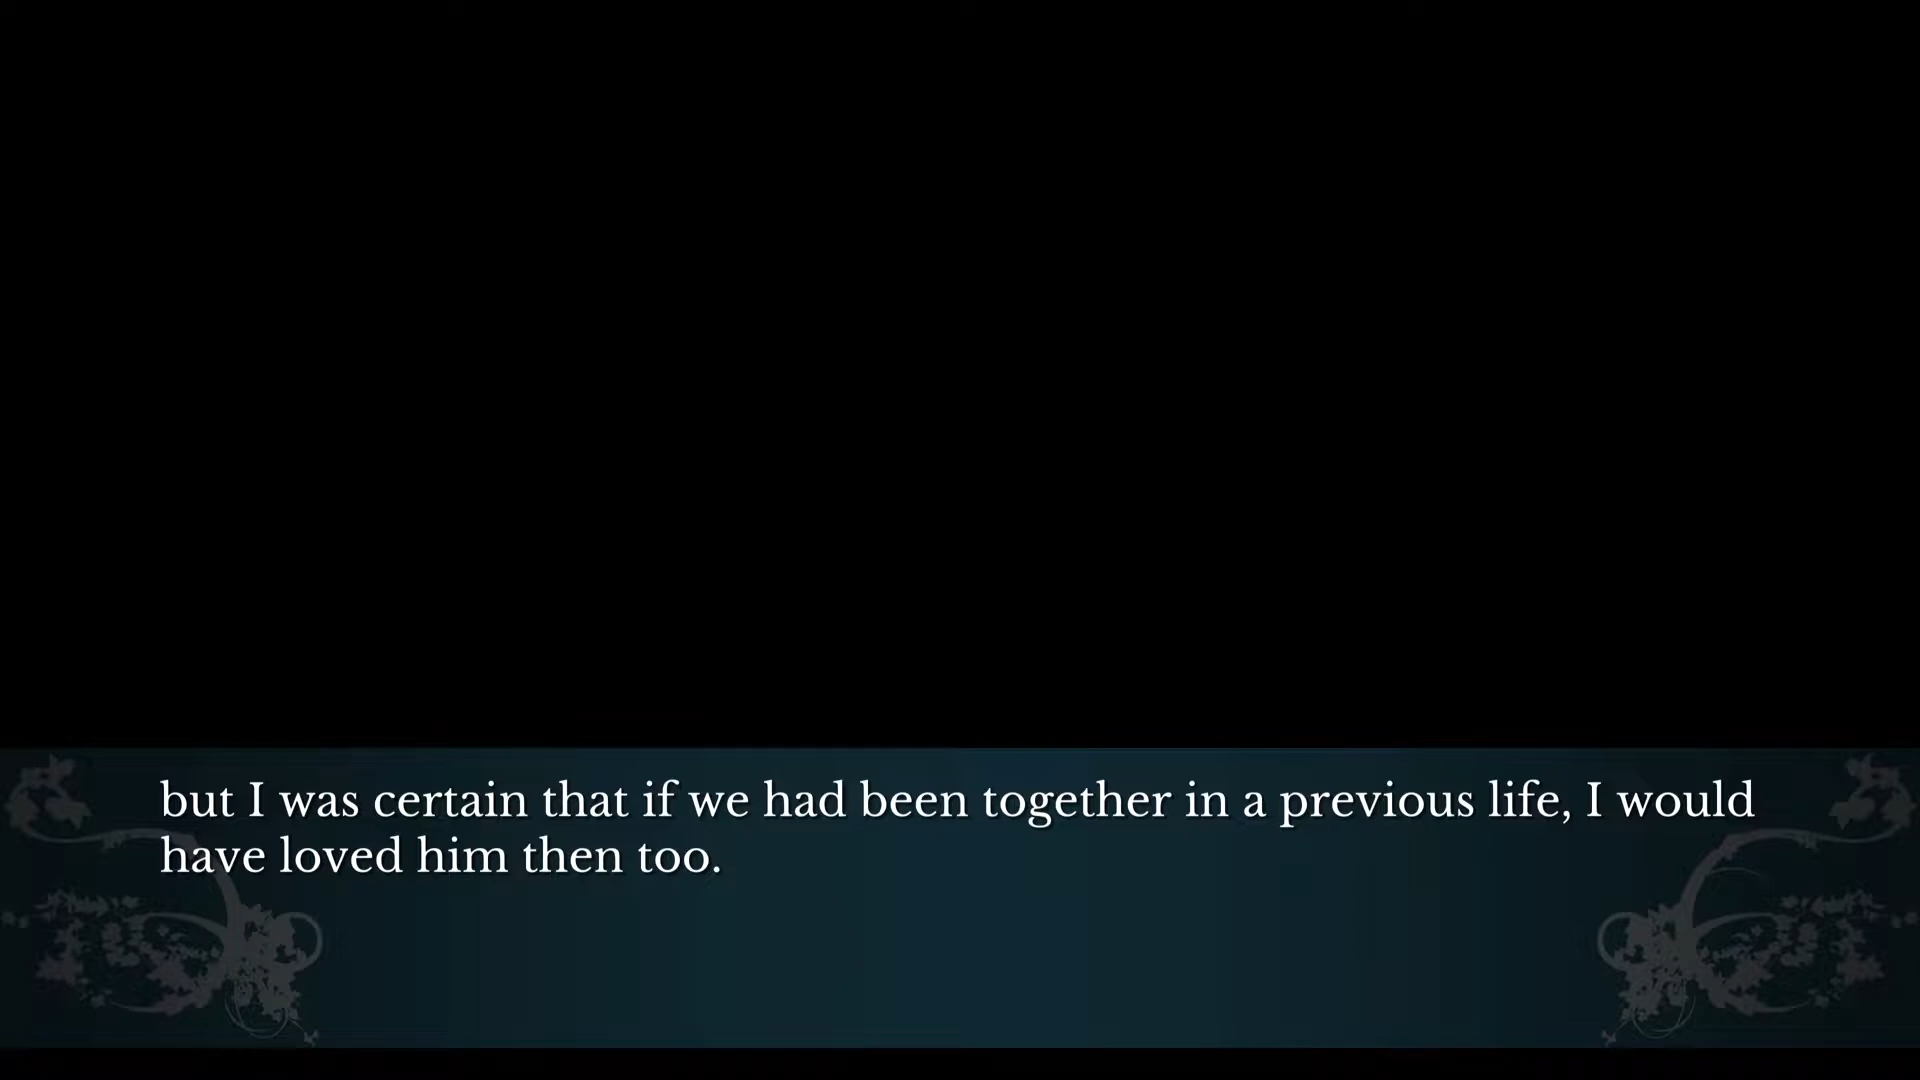 but I was certain that if we had been together in a previous life, I would
have loved him then too.